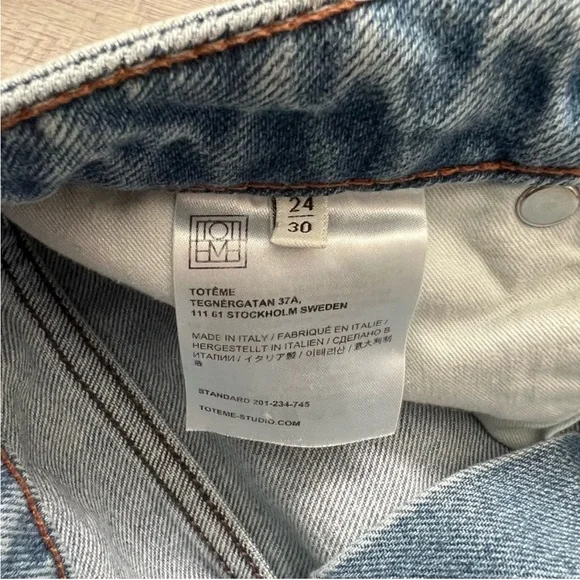 24
30
TOTÊME
TOTÊME
TEGNÉRGATAN 37A,
111 61 STOCKHOLM SWEDEN
MADE IN ITALY / FABRIQUÉ EN ITALIE /
HERGESTELLT IN ITALIEN / СДЕЛАНО В
ИТАЛИИ / イタリア製 / 이태리산 / 意大利制
造
STANDARD 201-234-745
TOTEME-STUDIO.COM